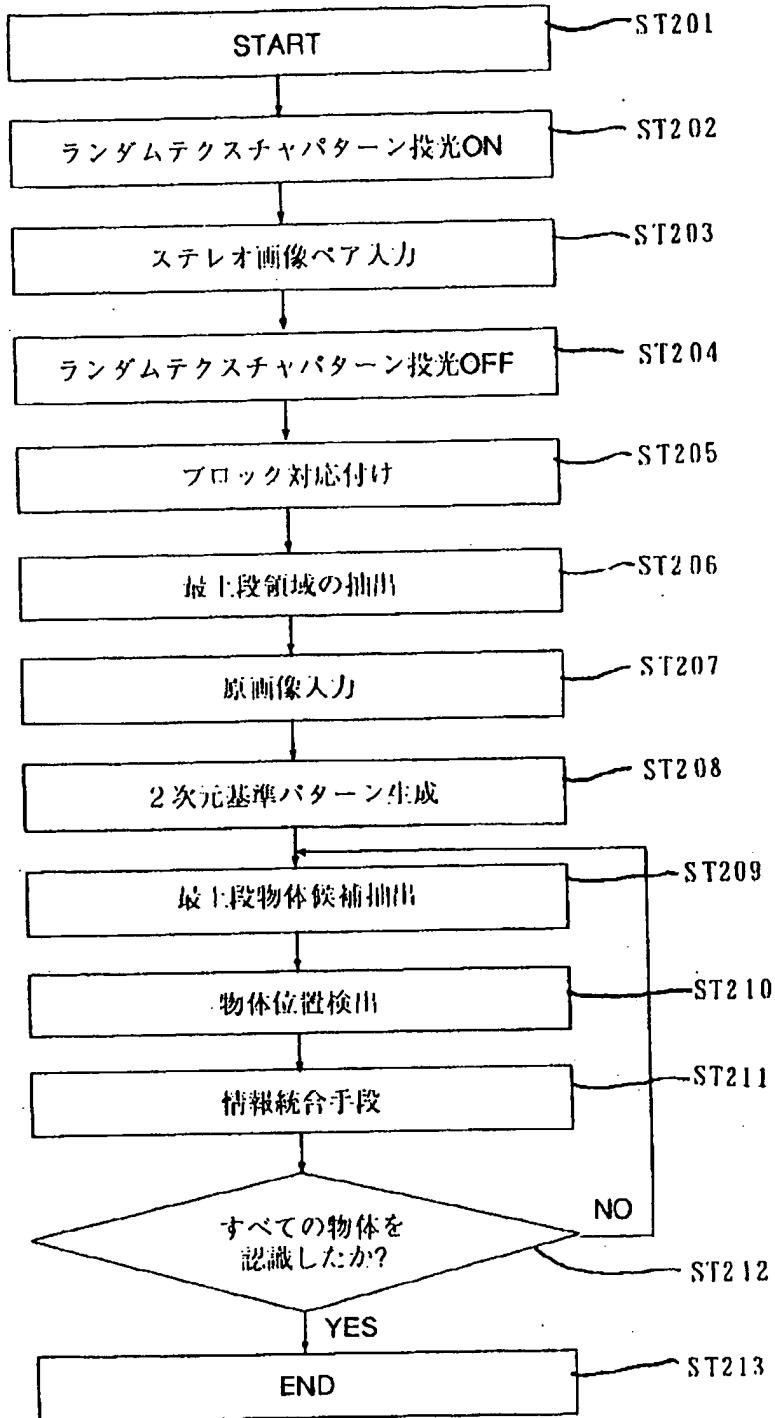 START
ST201
ランダムテクスチャパターン投光ON
ST202
ステレオ画像ペア入力
ST203
ランダムテクスチャパターン投光OFF
ST204
ブロック対応付け
ST205
最上段領域の抽出
ST206
原画像入力
ST207
2次元基準パターン生成
ST208
最上段物体候補抽出
ST209
物体位置検出
ST210
情報統合手段
ST211
すべての物体を
認識したか?
NO
ST212
YES
END
ST213